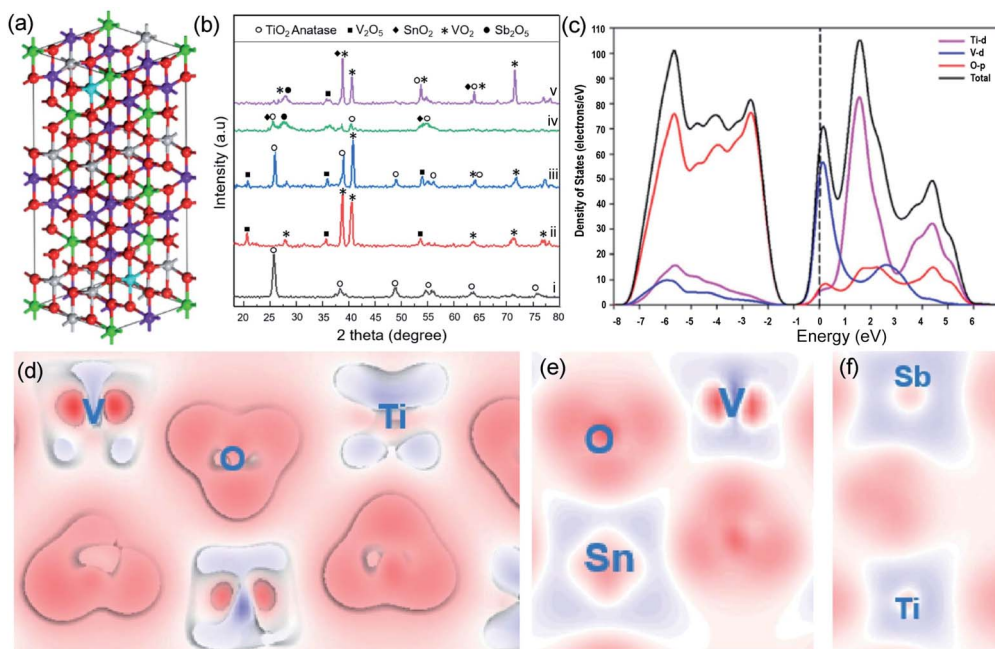 (a)
(b)
○ TiO2 Anatase ■ V2O5 ◆ SnO2 * VO2 ● Sb2O5
Intensity (a.u)
v
iv
iii
ii
i
20 25 30 35 40 45 50 55 60 65 70 75 80
2 theta (degree)
(c)
Ti-d
V-d
O-p
Total
Density of States (electrons/eV)
110
100
90
80
70
60
50
40
30
20
10
0
-8 -7 -6 -5 -4 -3 -2 -1 0 1 2 3 4 5 6
Energy (eV)
(d)
V
O
Ti
(e)
V
O
Sn
(f)
Sb
Ti